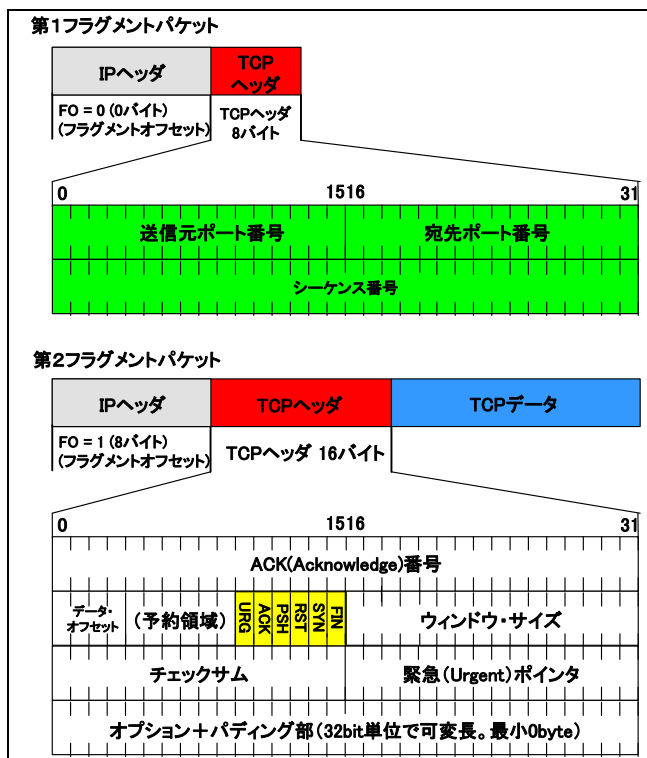 第1フラグメントパケット
IPヘッダ
TCP
ヘッダ
FO = 0 (0バイト)
(フラグメントオフセット)
TCPヘッダ
8バイト
0
1516
31
送信元ポート番号
宛先ポート番号
シーケンス番号
第2フラグメントパケット
IPヘッダ
TCPヘッダ
TCPデータ
FO = 1 (8バイト)
(フラグメントオフセット)
TCPヘッダ 16バイト
0
1516
31
ACK(Acknowledge)番号
データ・
オフセット
(予約領域)
URG
ACK
PSH
RST
SYN
FIN
ウィンドウ・サイズ
チェックサム
緊急(Urgent)ポインタ
オプション+パディング部(32bit単位で可変長。最小0byte)